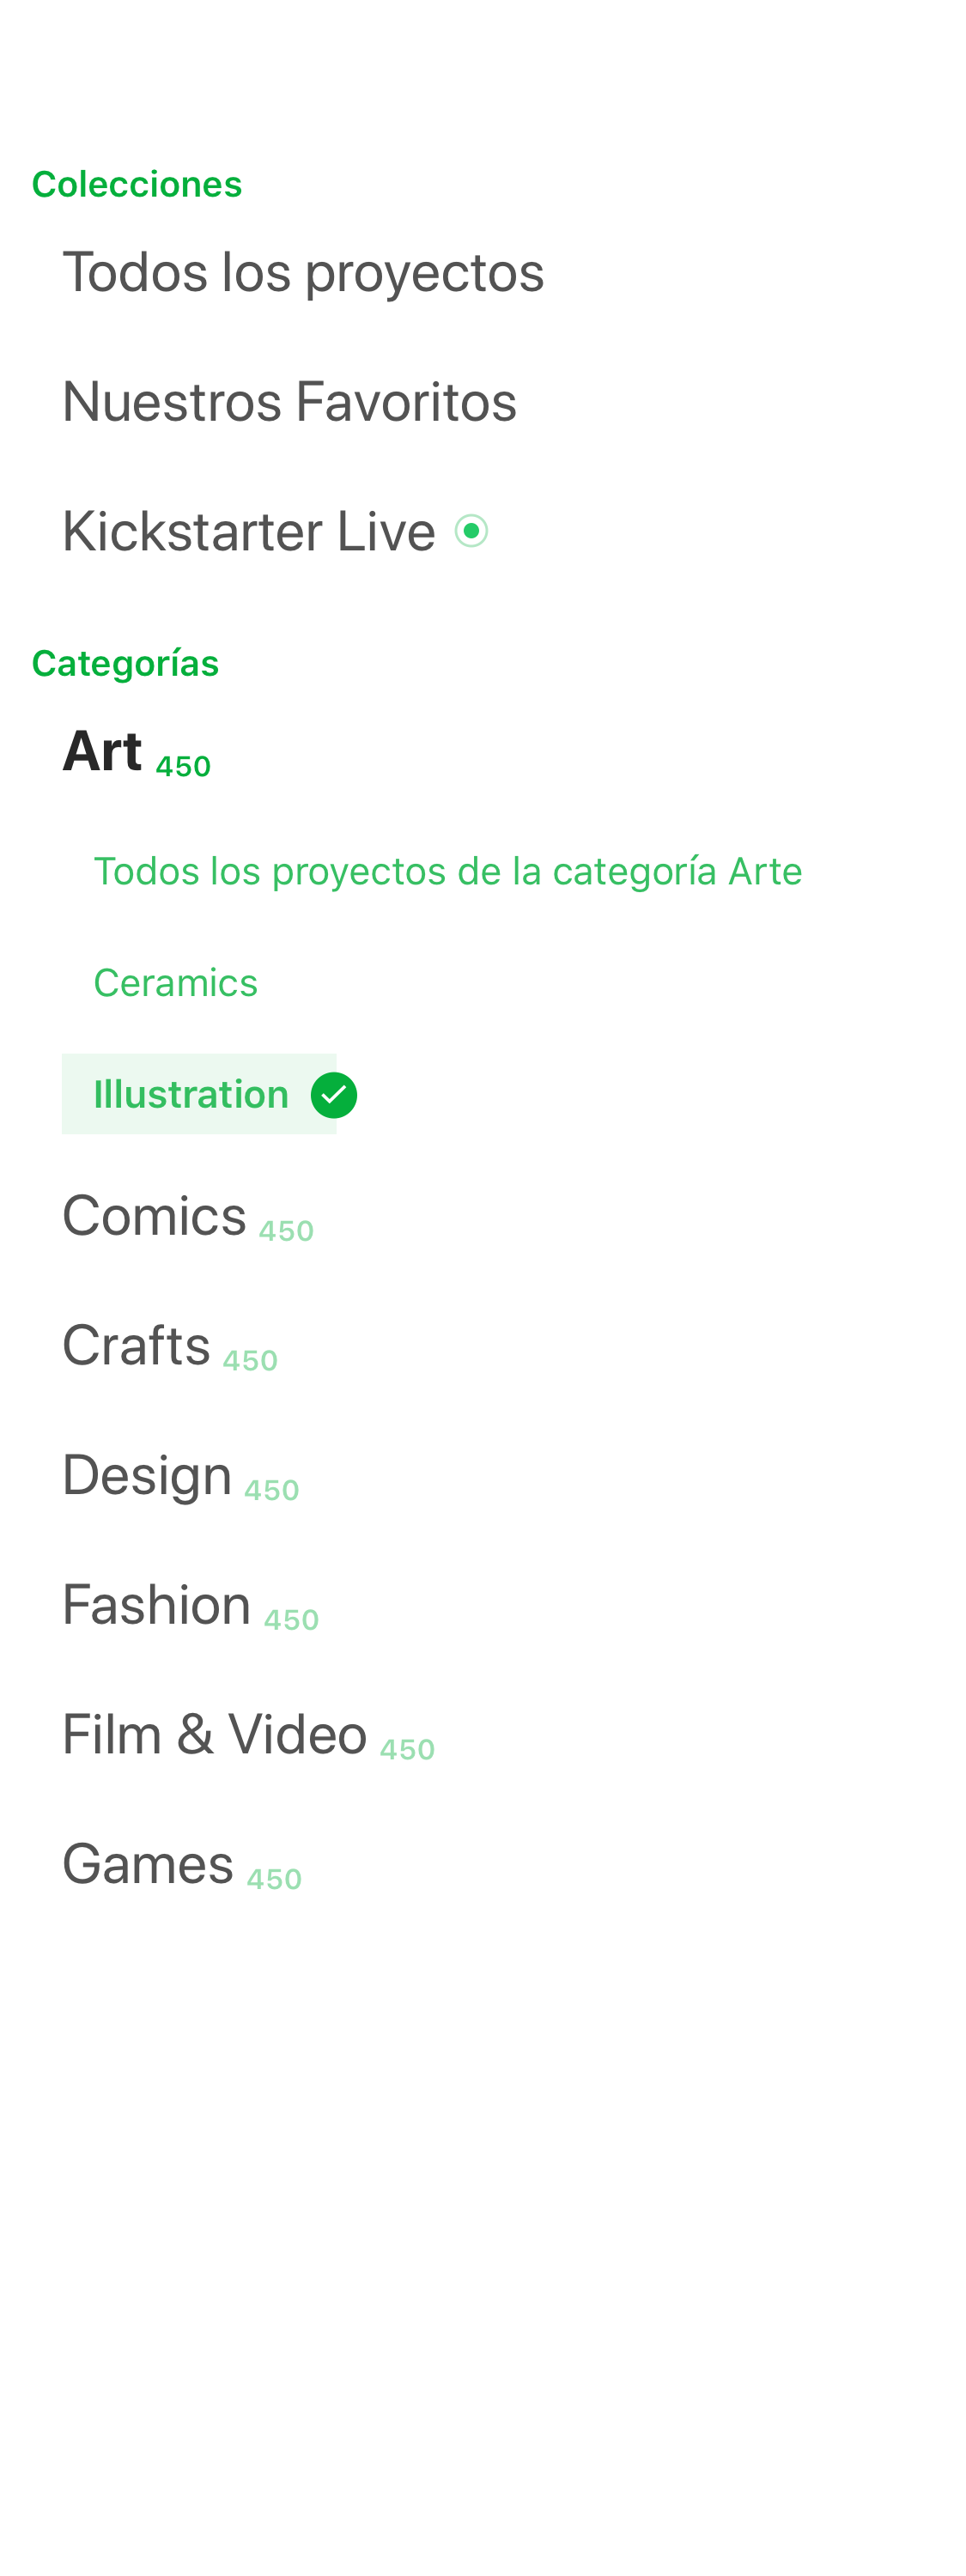 Colecciones
Todos los proyectos
Nuestros Favoritos
Kickstarter Live
Categorías
Art 450
Todos los proyectos de la categoría Arte
Ceramics
Illustration
Comics 450
Crafts 450
Design 450
Fashion 450
Film & Video 450
Games 450